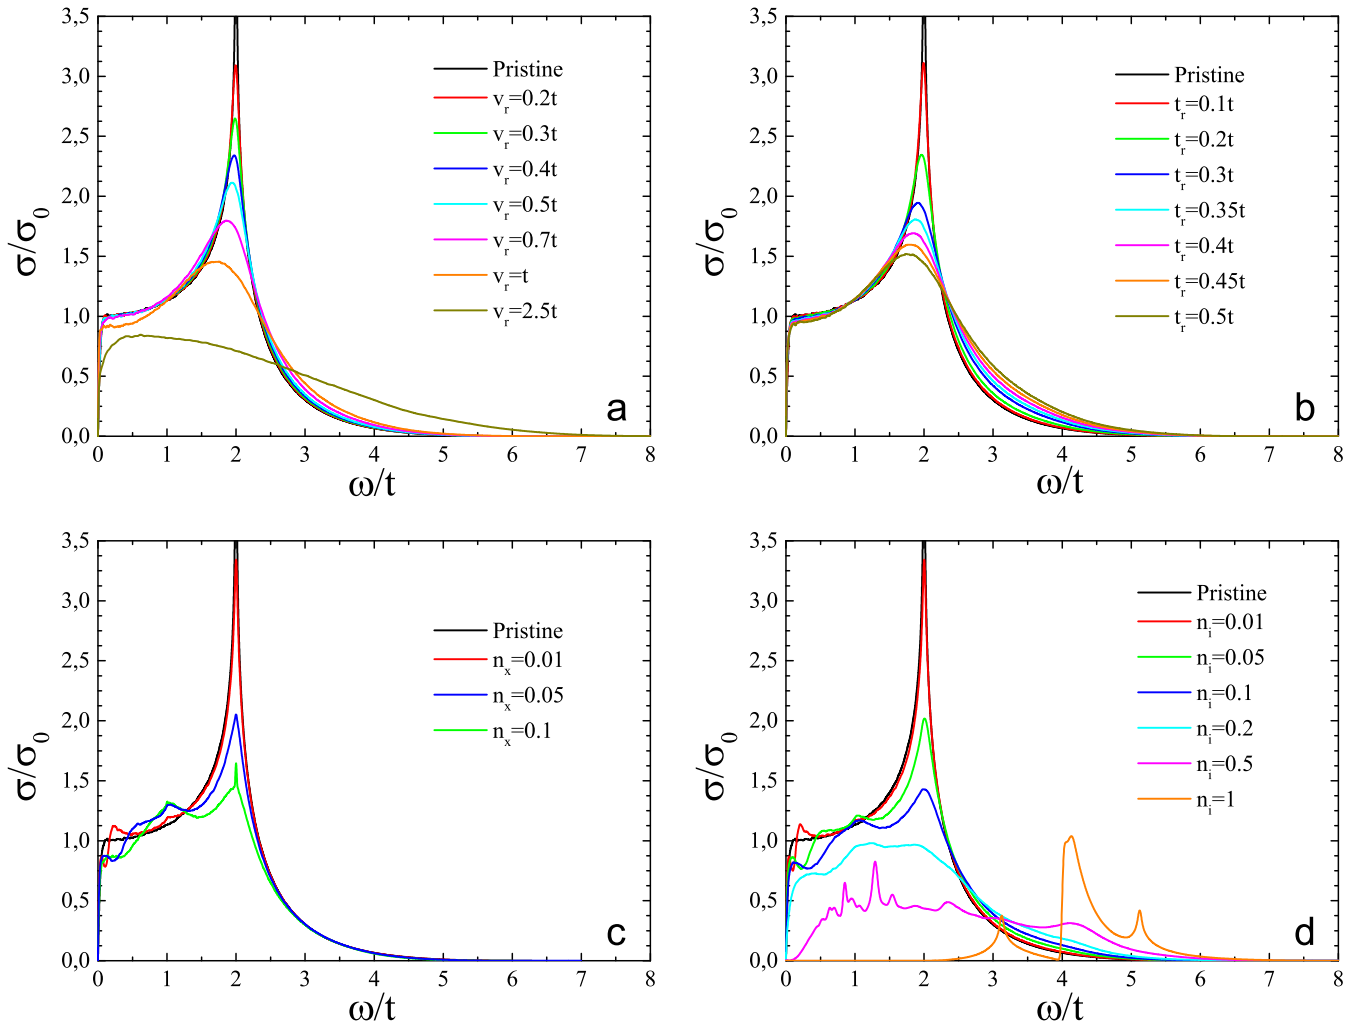 3,5
3,0
2,5
2,0
1,5
1,0
0,5
0,0
σ/σ₀
Pristine
vᵣ=0.2t
vᵣ=0.3t
vᵣ=0.4t
vᵣ=0.5t
vᵣ=0.7t
vᵣ=t
vᵣ=2.5t
a
0 1 2 3 4 5 6 7 8
ω/t
3,5
3,0
2,5
2,0
1,5
1,0
0,5
0,0
σ/σ₀
Pristine
tᵣ=0.1t
tᵣ=0.2t
tᵣ=0.3t
tᵣ=0.35t
tᵣ=0.4t
tᵣ=0.45t
tᵣ=0.5t
b
0 1 2 3 4 5 6 7 8
ω/t
3,5
3,0
2,5
2,0
1,5
1,0
0,5
0,0
σ/σ₀
Pristine
nₓ=0.01
nₓ=0.05
nₓ=0.1
c
0 1 2 3 4 5 6 7 8
ω/t
3,5
3,0
2,5
2,0
1,5
1,0
0,5
0,0
σ/σ₀
Pristine
nᵢ=0.01
nᵢ=0.05
nᵢ=0.1
nᵢ=0.2
nᵢ=0.5
nᵢ=1
d
0 1 2 3 4 5 6 7 8
ω/t